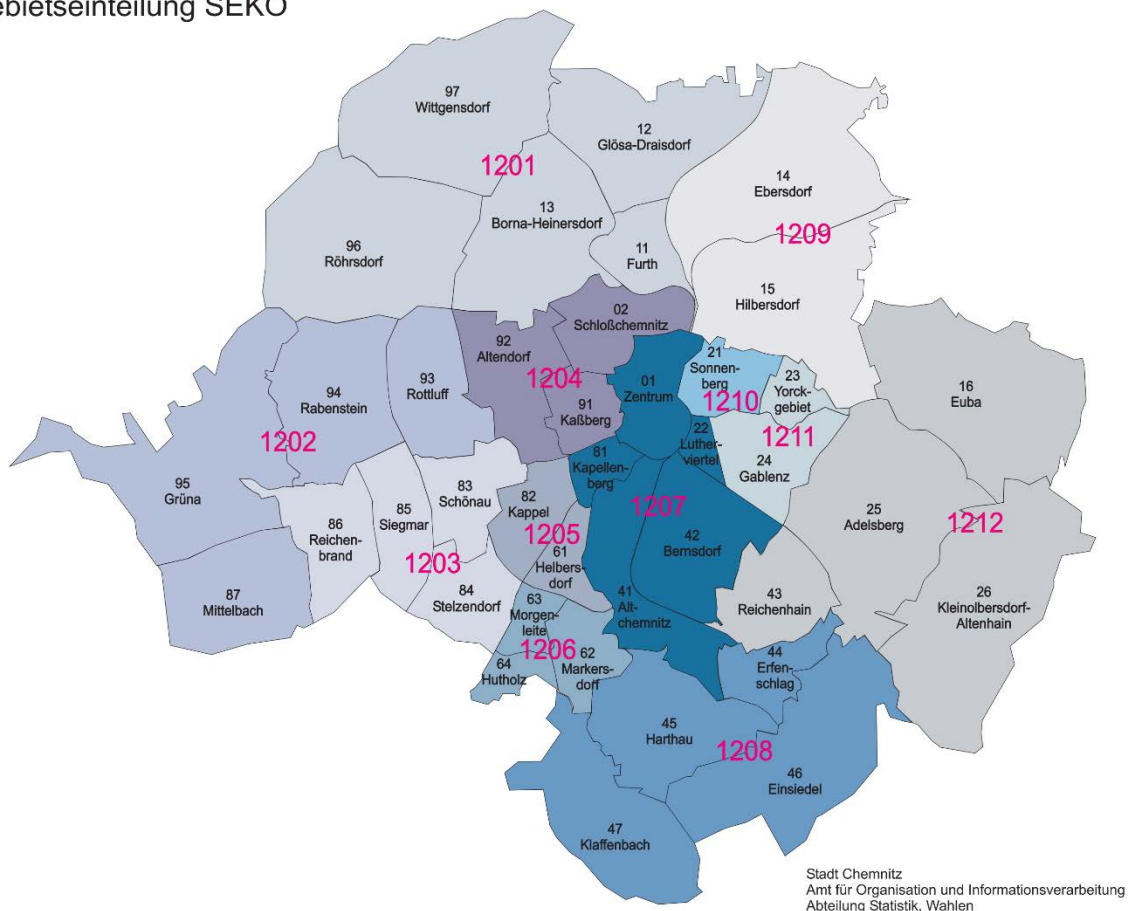 ebietseinteilung SEKO
97
Wittgensdorf
12
Glösa-Draisdorf
1201
14
Ebersdorf
13
Borna-Heinersdorf
1209
96
Röhrsdorf
11
Furth
15
Hilbersdorf
02
Schloßchemnitz
92
Altendorf
21
Sonnen-
berg
16
Euba
94
Rabenstein
93
Rottluff
1204
01
Zentrum
23
Yorck-
gebiet
1210
91
Kaßberg
1202
22
Luther-
viertel
1211
81
Kapellen-
berg
24
Gablenz
95
Grüna
83
Schönau
82
Kappel
85
Siegmar
86
Reichen-
brand
1207
25
Adelsberg
1212
1205
42
Bernsdorf
1203
61
Helbers-
dorf
87
Mittelbach
84
Stelzendorf
63
Morgen-
leite
41
Alt-
chemnitz
43
Reichenhain
26
Kleinolbersdorf-
Altenhain
1206
62
Markers-
dorf
64
Hutholz
44
Erfen-
schlag
45
Harthau
1208
46
Einsiedel
47
Klaffenbach
Stadt Chemnitz
Amt für Organisation und Informationsverarbeitung
Abteilung Statistik, Wahlen